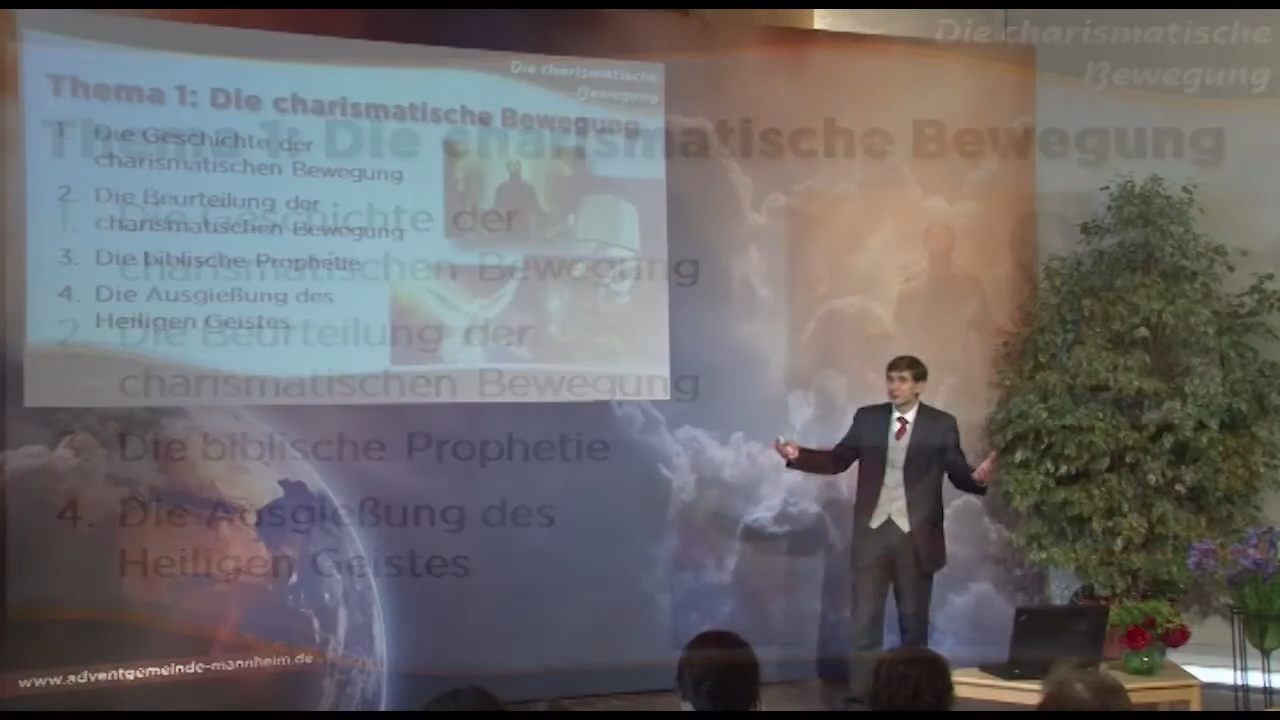 Die charismatische
Bewegung
Thema 1: Die charismatische Bewegung
1. Die Geschichte der
charismatischen Bewegung
2. Die Beurteilung der
charismatischen Bewegung
3. Die biblische Prophetie
4. Die Ausgießung des
Heiligen Geistes
Die charismatische
Bewegung
Thema 1: Die charismatische Bewegung
1. Die Geschichte der
charismatischen Bewegung
2. Die Beurteilung der
charismatischen Bewegung
Die biblische Prophetie
4. Die Ausgießung des
Heiligen Geistes
www.adventgemeinde-mannheim.de